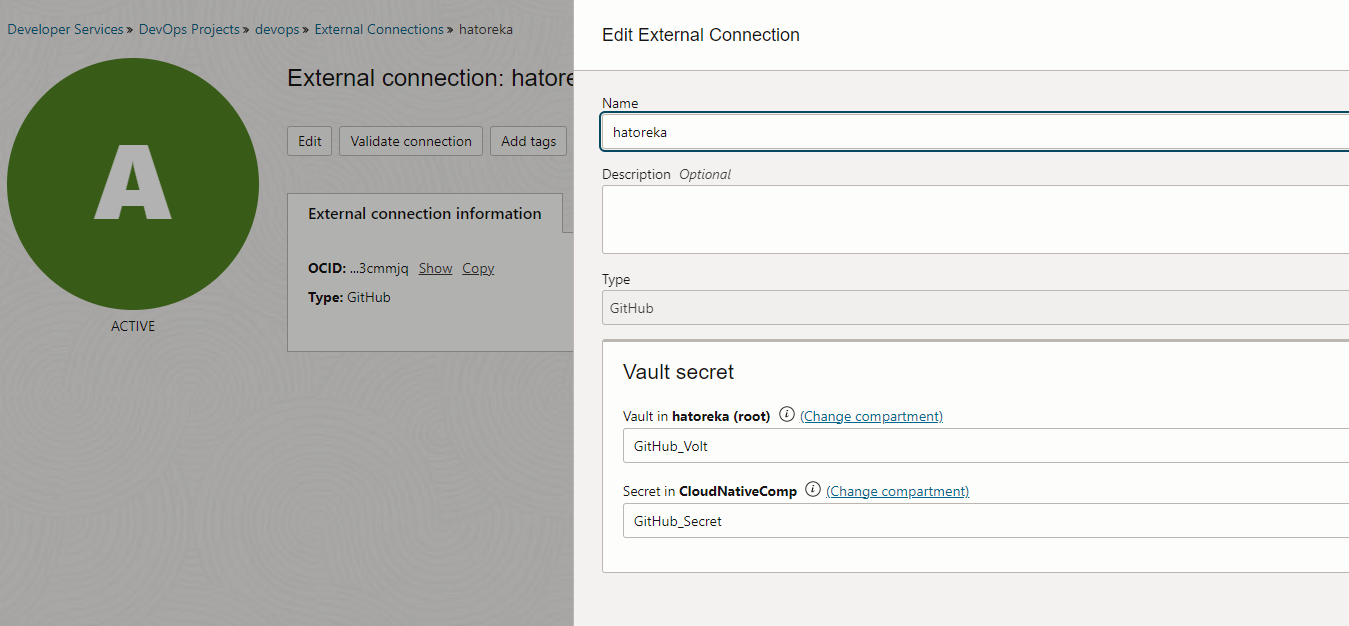 Developer Services » DevOps Projects » devops » External Connections » hatoreka
A
ACTIVE
External connection: hatore
Edit Validate connection Add tags
External connection information
OCID: ...3cmmjq Show Copy
Type: GitHub
Edit External Connection
Name
hatoreka
Description Optional
Type
GitHub
Vault secret
Vault in hatoreka (root) i (Change compartment)
GitHub_Volt
Secret in CloudNativeComp i (Change compartment)
GitHub_Secret